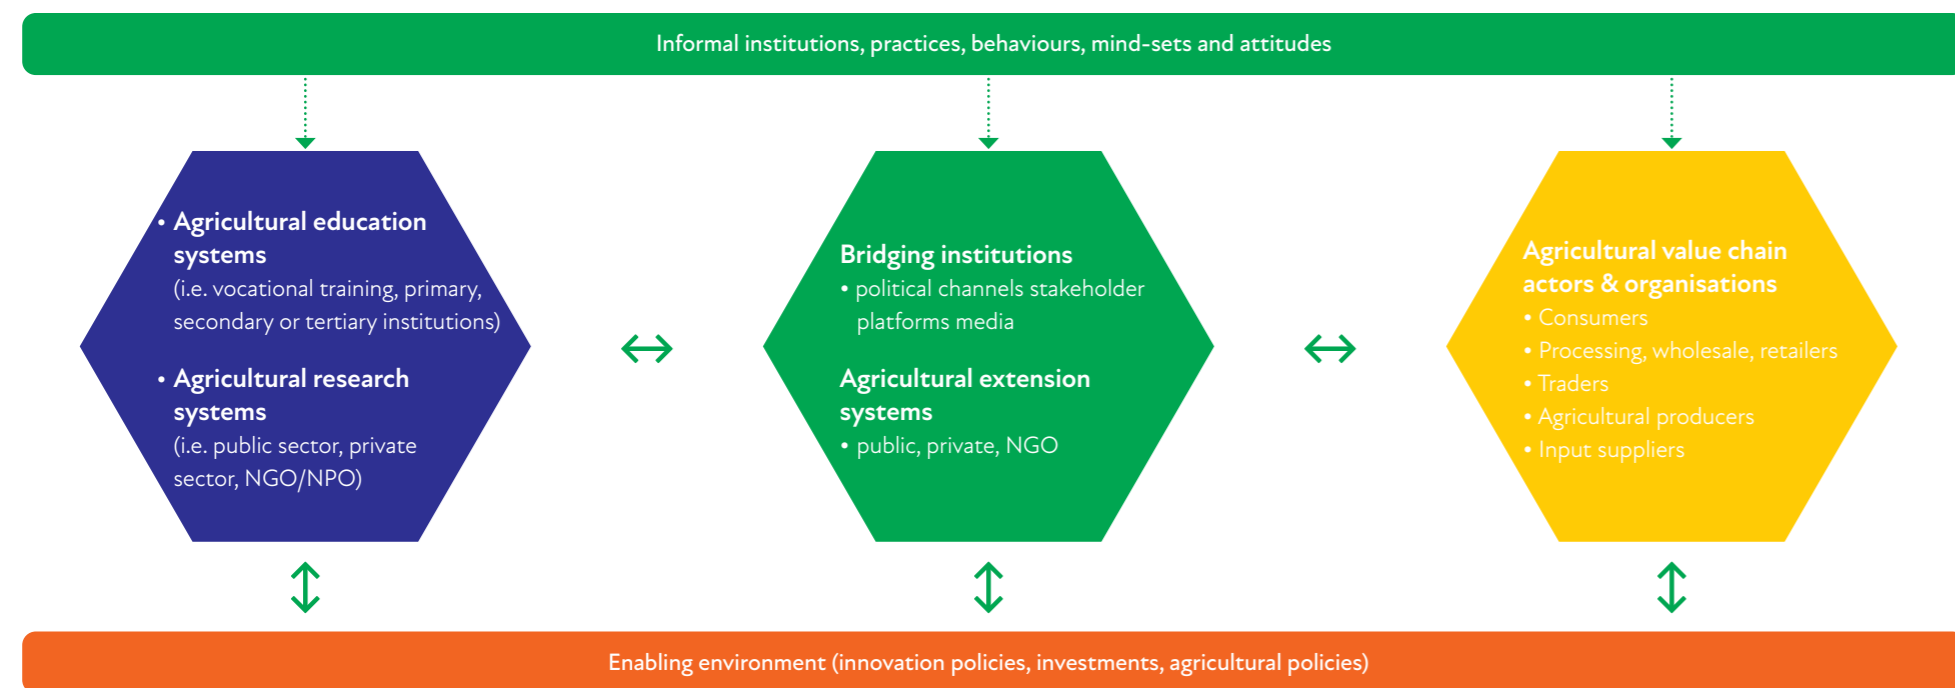 Informal institutions, practices, behaviours, mind-sets and attitudes
• Agricultural education
systems
(i.e. vocational training, primary,
secondary or tertiary institutions)
• Agricultural research
systems
(i.e. public sector, private
sector, NGO/NPO)
Bridging institutions
• political channels stakeholder
platforms media
Agricultural extension
systems
• public, private, NGO
Agricultural value chain
actors & organisations
• Consumers
• Processing, wholesale, retailers
• Traders
• Agricultural producers
• Input suppliers
Enabling environment (innovation policies, investments, agricultural policies)